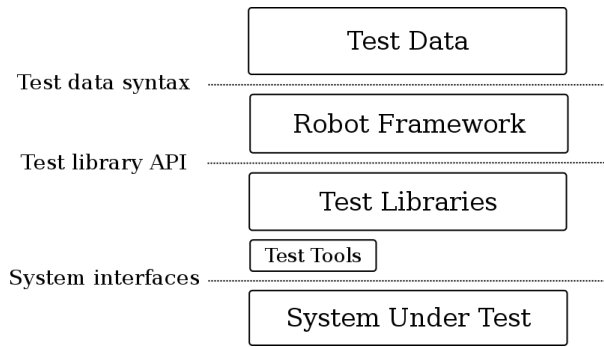 Test Data
Test data syntax
Robot Framework
Test library API
Test Libraries
Test Tools
System interfaces
System Under Test